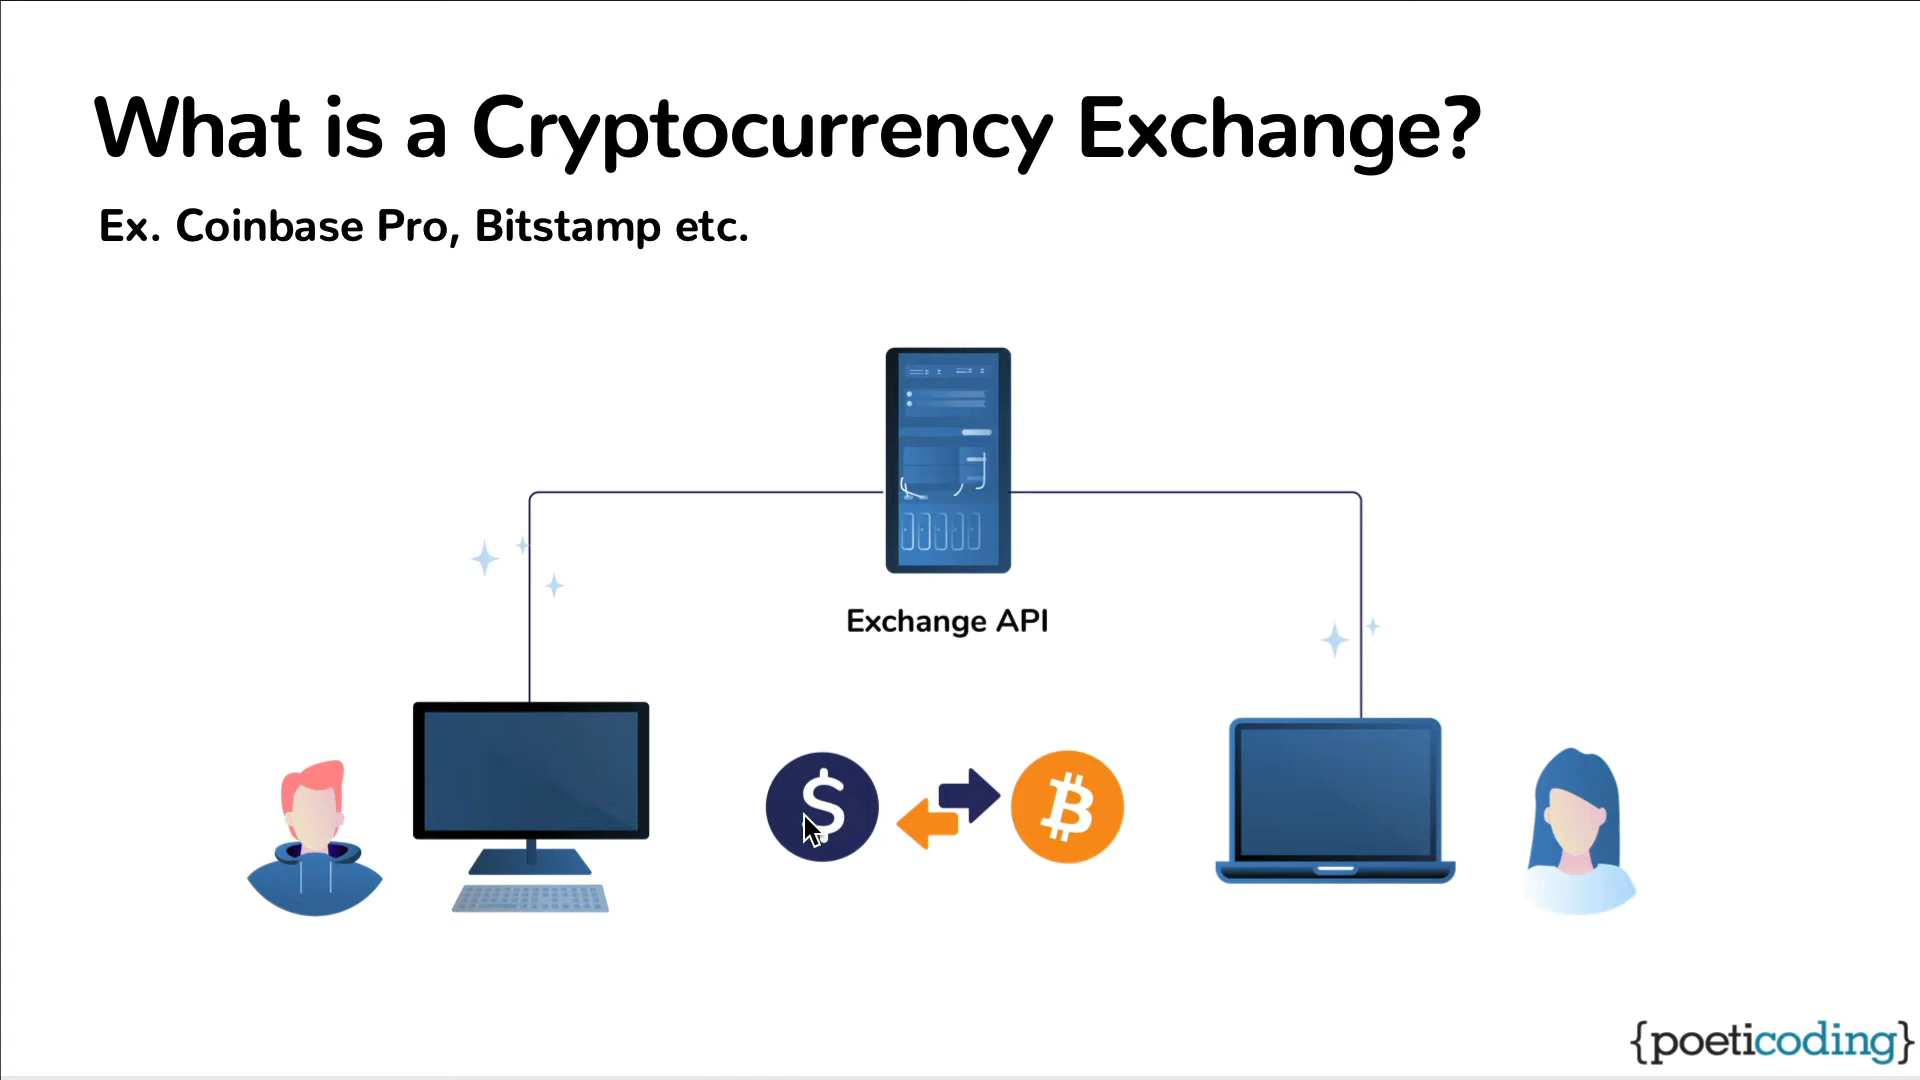 What is a Cryptocurrency Exchange?
Ex. Coinbase Pro, Bitstamp etc.
Exchange API
{poeticoding}